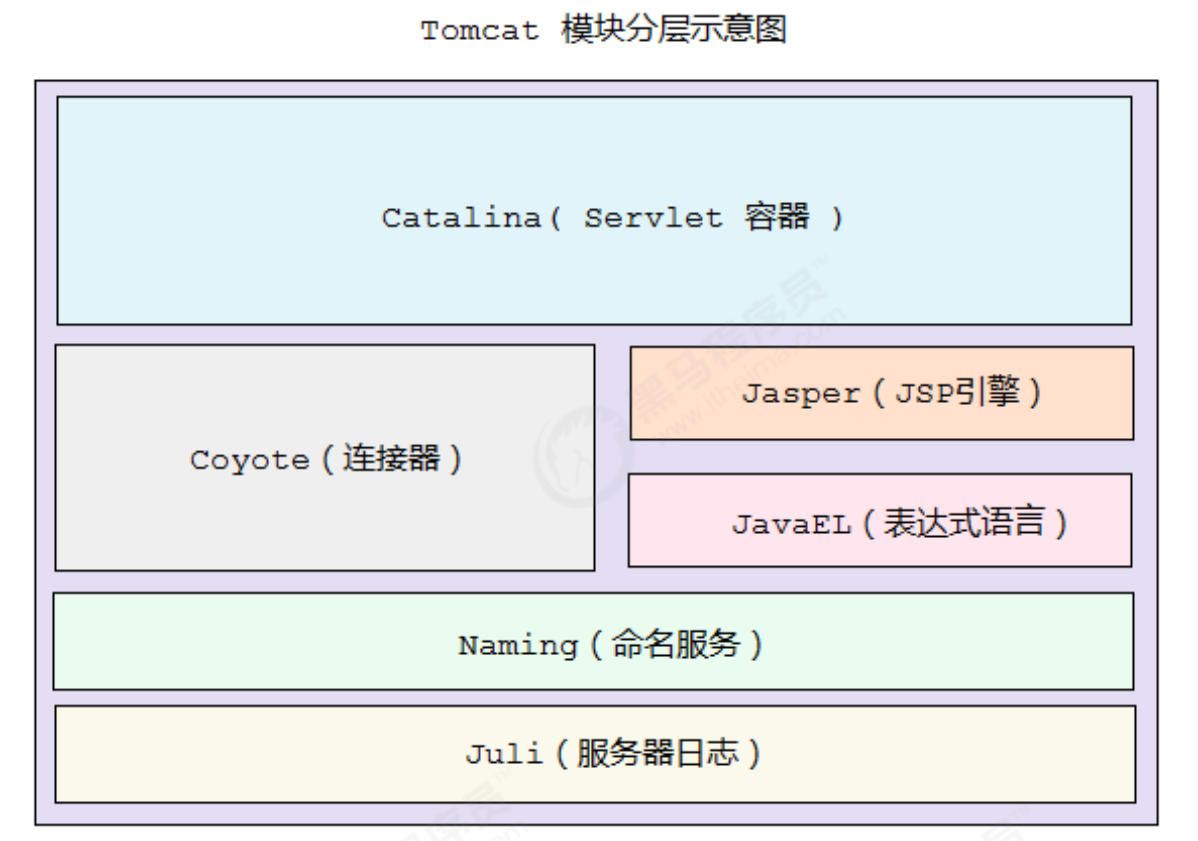 Tomcat 模块分层示意图
Catalina( Servlet 容器 )
Coyote(连接器)
Jasper(JSP引擎)
JavaEL(表达式语言)
Naming(命名服务)
Juli(服务器日志)
黑马程序员™
www.itheima.com